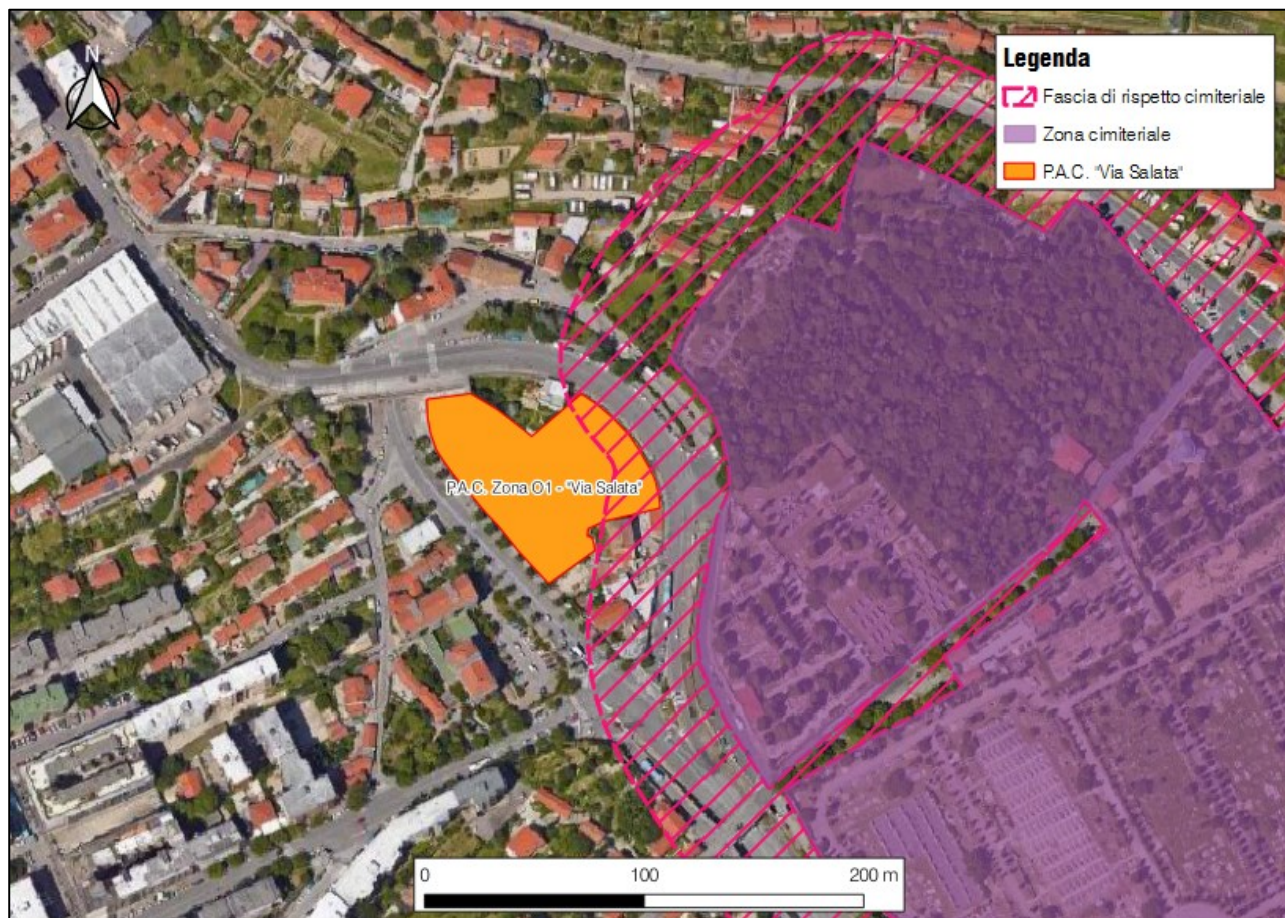 N
Legenda
Fascia di rispetto cimiteriale
Zona cimiteriale
P.A.C. "Via Salata"
P.A.C. Zona O1 - "Via Salata"
0 100 200 m